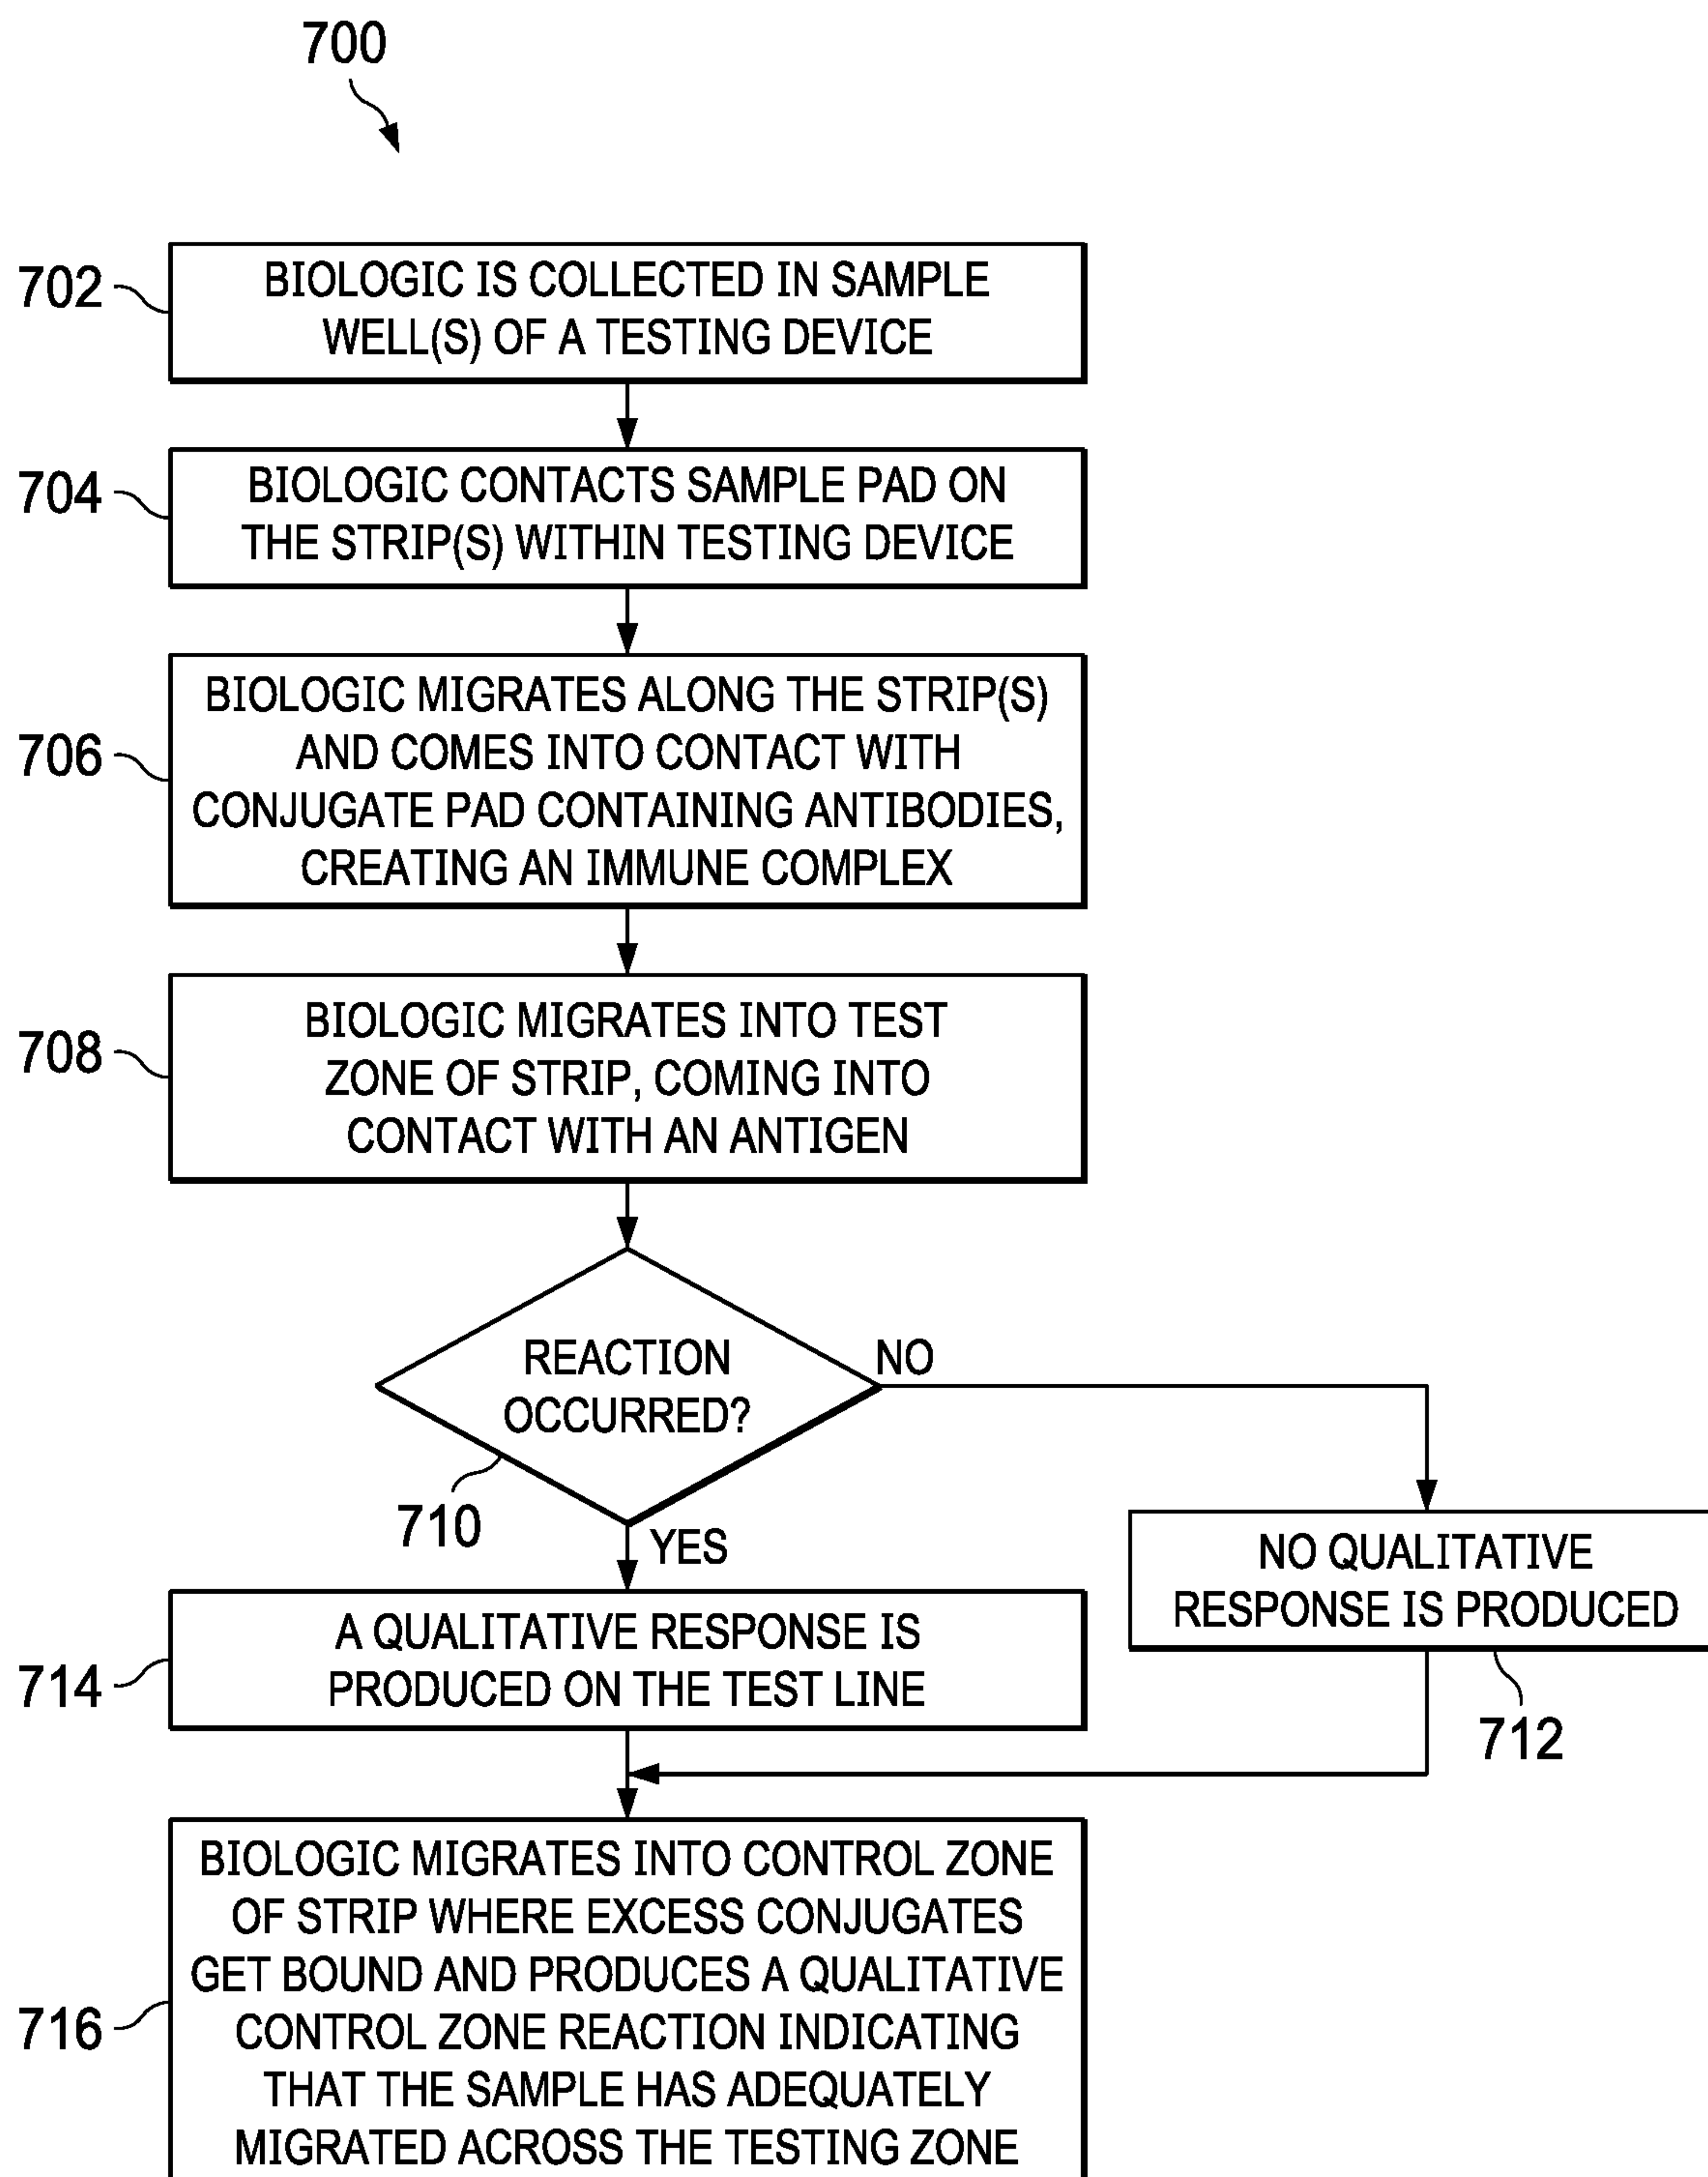 700
702
BIOLOGIC IS COLLECTED IN SAMPLE
WELL(S) OF A TESTING DEVICE
704
BIOLOGIC CONTACTS SAMPLE PAD ON
THE STRIP(S) WITHIN TESTING DEVICE
706
BIOLOGIC MIGRATES ALONG THE STRIP(S)
AND COMES INTO CONTACT WITH
CONJUGATE PAD CONTAINING ANTIBODIES,
CREATING AN IMMUNE COMPLEX
708
BIOLOGIC MIGRATES INTO TEST
ZONE OF STRIP, COMING INTO
CONTACT WITH AN ANTIGEN
REACTION
OCCURRED?
NO
710
YES
NO QUALITATIVE
RESPONSE IS PRODUCED
712
714
A QUALITATIVE RESPONSE IS
PRODUCED ON THE TEST LINE
716
BIOLOGIC MIGRATES INTO CONTROL ZONE
OF STRIP WHERE EXCESS CONJUGATES
GET BOUND AND PRODUCES A QUALITATIVE
CONTROL ZONE REACTION INDICATING
THAT THE SAMPLE HAS ADEQUATELY
MIGRATED ACROSS THE TESTING ZONE